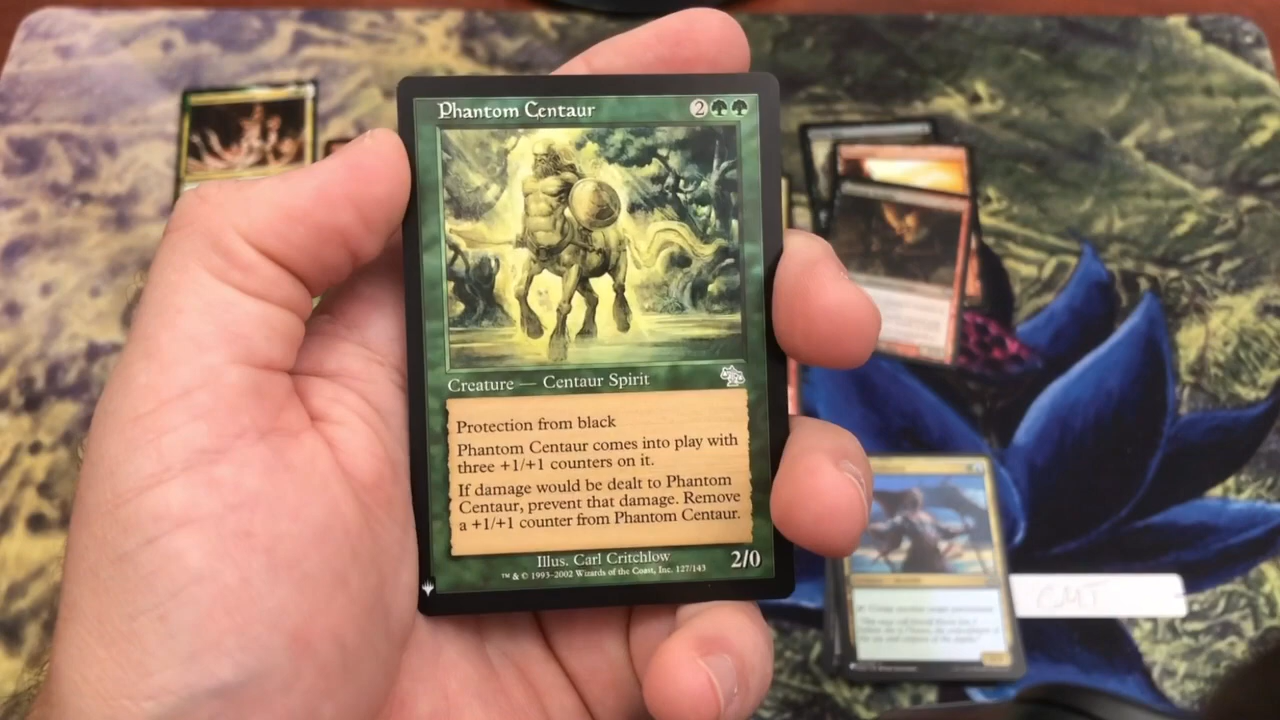 Phantom Centaur 2
Creature — Centaur Spirit
Protection from black
Phantom Centaur comes into play with
three +1/+1 counters on it.
If damage would be dealt to Phantom
Centaur, prevent that damage. Remove
a +1/+1 counter from Phantom Centaur.
Illus. Carl Critchlow
™ & © 1993–2002 Wizards of the Coast, Inc. 127/143
2/0
CMT